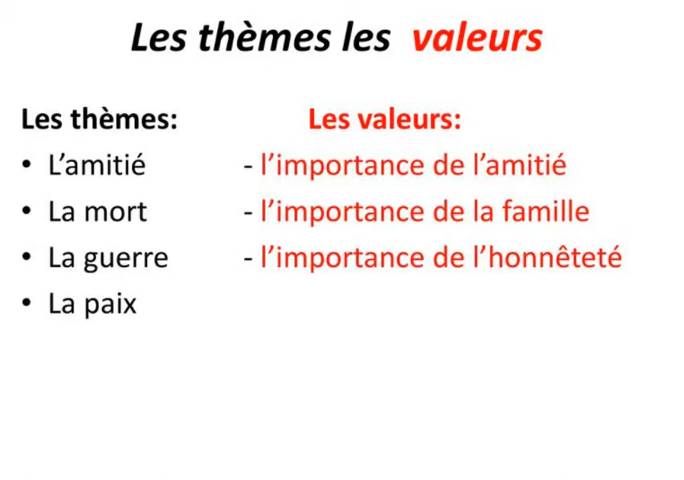 Les thèmes les valeurs
Les thèmes: Les valeurs:
• L’amitié - l’importance de l’amitié
• La mort - l’importance de la famille
• La guerre - l’importance de l’honnêteté
• La paix